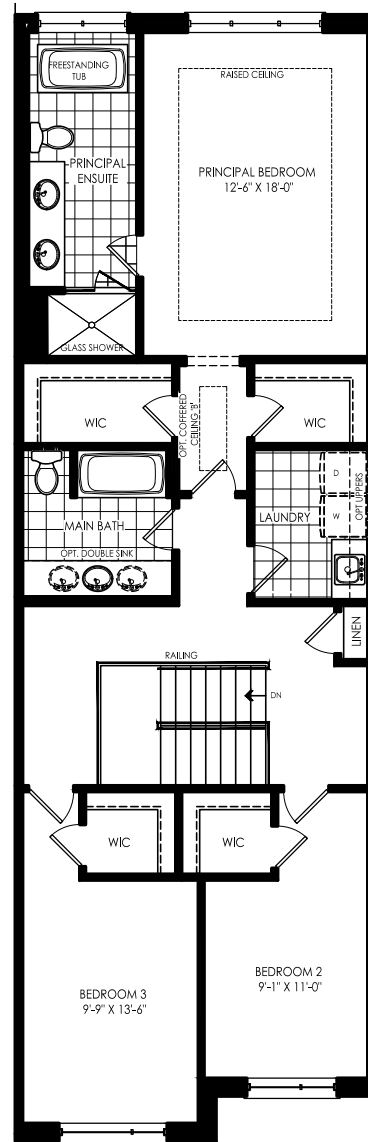 FREESTANDING
TUB
RAISED CEILING
PRINCIPAL
ENSUITE
PRINCIPAL BEDROOM
12'-6" X 18'-0"
GLASS SHOWER
WIC
OPT. COFFERED
CEILING 'B'
WIC
MAIN BATH
OPT. DOUBLE SINK
LAUNDRY
D
W
OPT UPPERS
LINEN
RAILING
DN
WIC
WIC
BEDROOM 3
9'-9" X 13'-6"
BEDROOM 2
9'-1" X 11'-0"